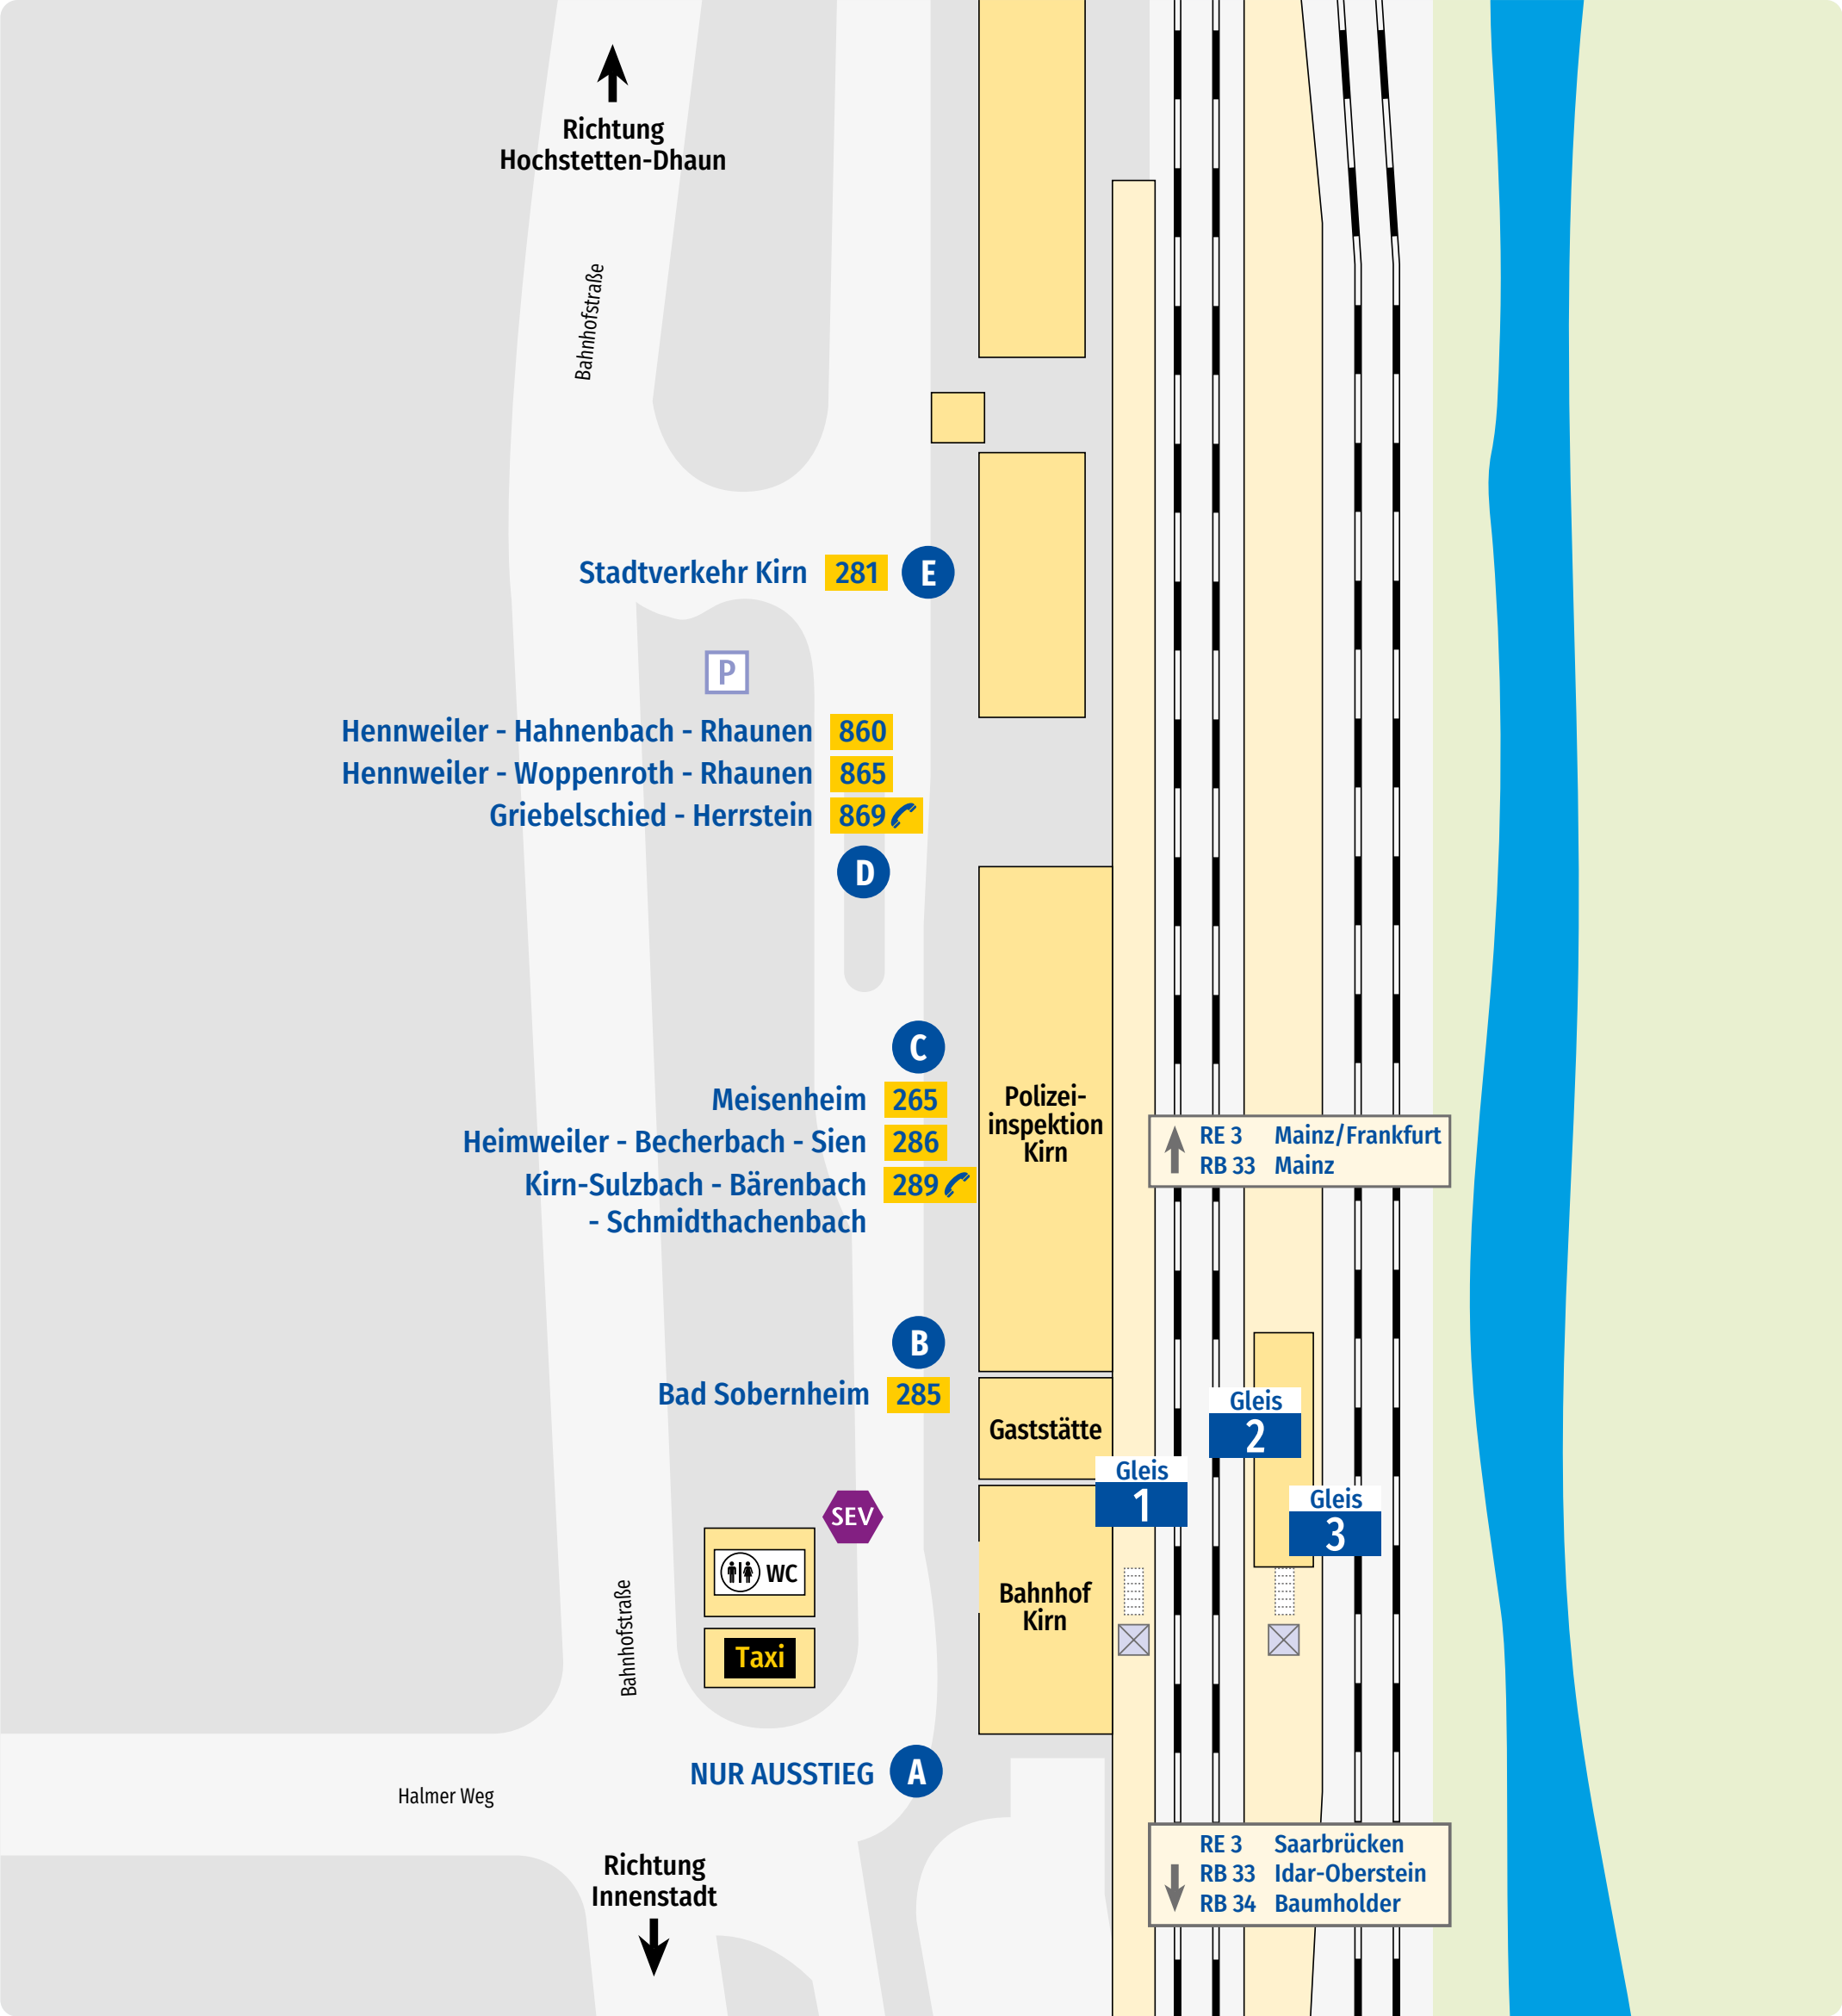 Richtung
Hochstetten-Dhaun
Bahnhofstraße
Stadtverkehr Kirn 281 E
P
Hennweiler - Hahnenbach - Rhaunen 860
Hennweiler - Woppenroth - Rhaunen 865
Griebelschied - Herrstein 869
D
C
Meisenheim 265
Heimweiler - Becherbach - Sien 286
Kirn-Sulzbach - Bärenbach 289
- Schmidthachenbach
Polizei-
inspektion
Kirn
RE 3 Mainz/Frankfurt
RB 33 Mainz
B
Bad Sobernheim 285
Gaststätte
Gleis
2
Gleis
1
Gleis
3
SEV
WC
Bahnhof
Kirn
Taxi
Bahnhofstraße
NUR AUSSTIEG A
Halmer Weg
Richtung
Innenstadt
RE 3 Saarbrücken
RB 33 Idar-Oberstein
RB 34 Baumholder